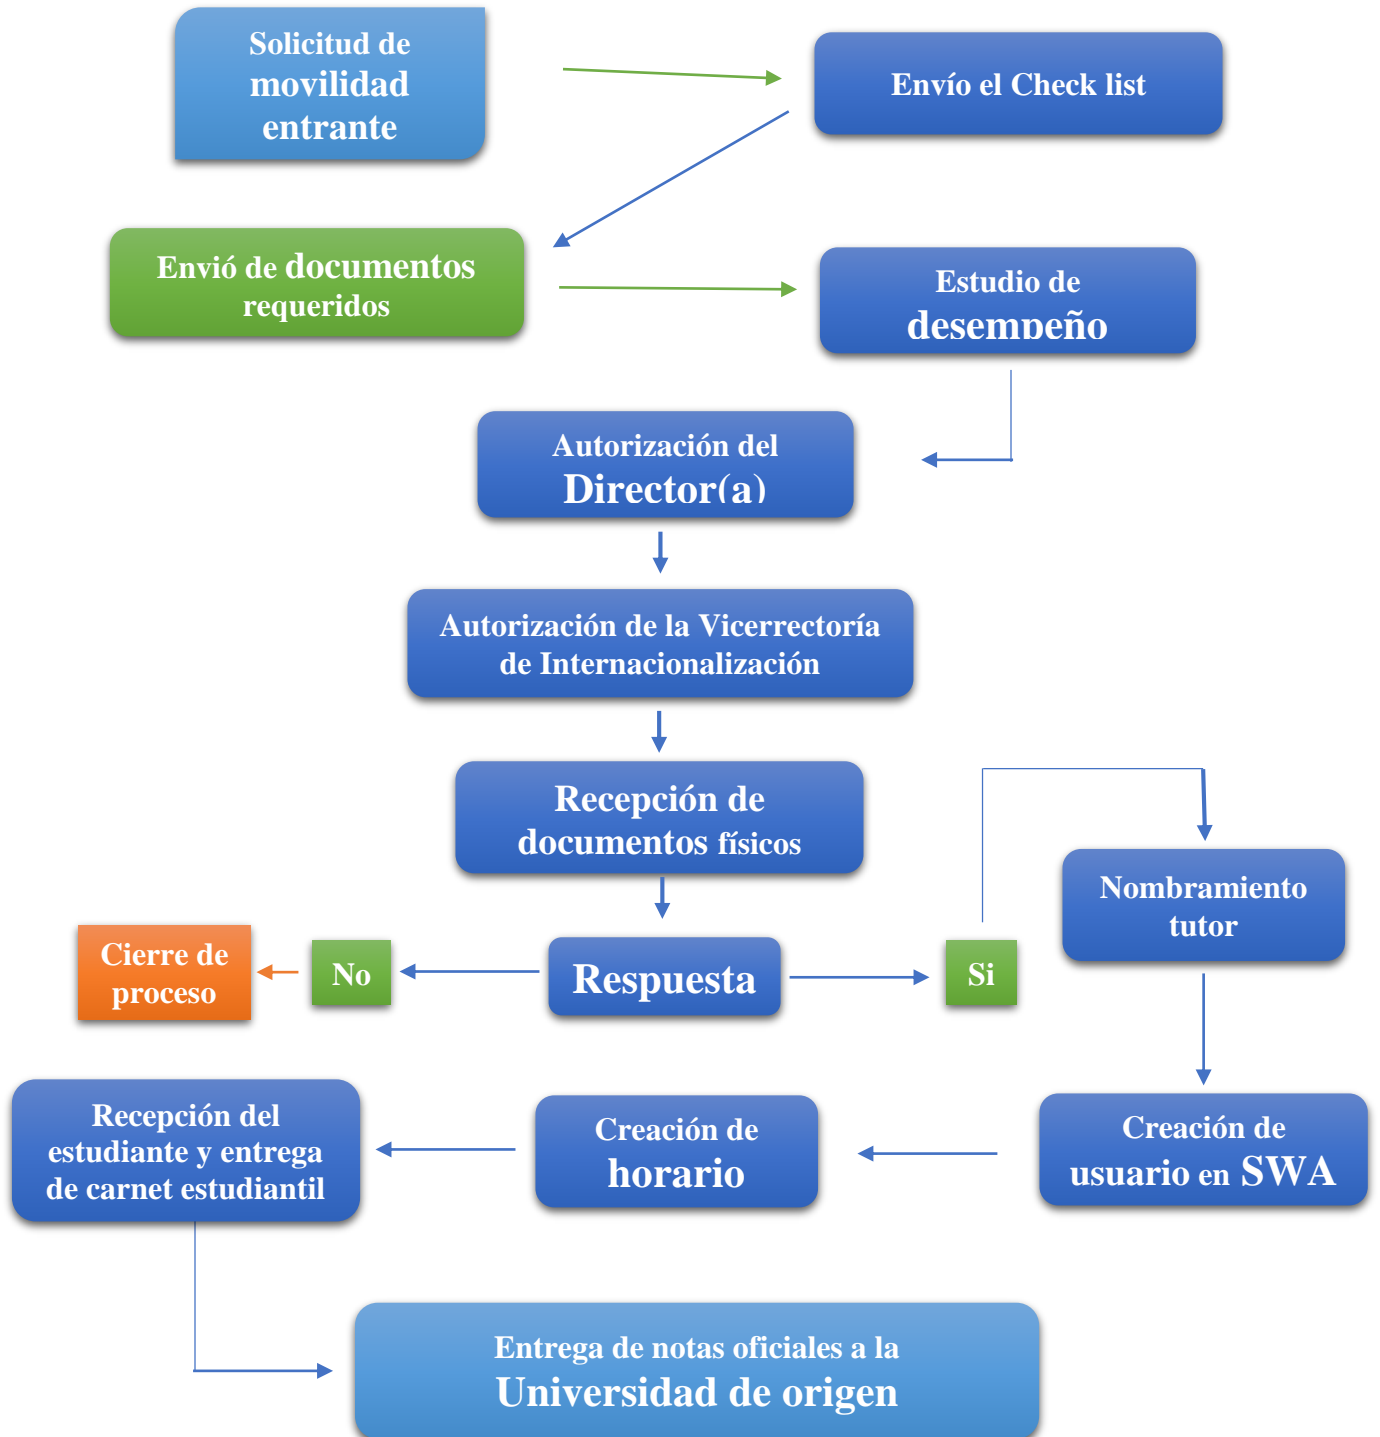 Solicitud de
movilidad
entrante
Envío el Check list
Envió de documentos
requeridos
Estudio de
desempeño
Autorización del
Director(a)
Autorización de la Vicerrectoría
de Internacionalización
Recepción de
documentos físicos
Nombramiento
tutor
Cierre de
proceso
No
Respuesta
Si
Recepción del
estudiante y entrega
de carnet estudiantil
Creación de
horario
Creación de
usuario en SWA
Entrega de notas oficiales a la
Universidad de origen